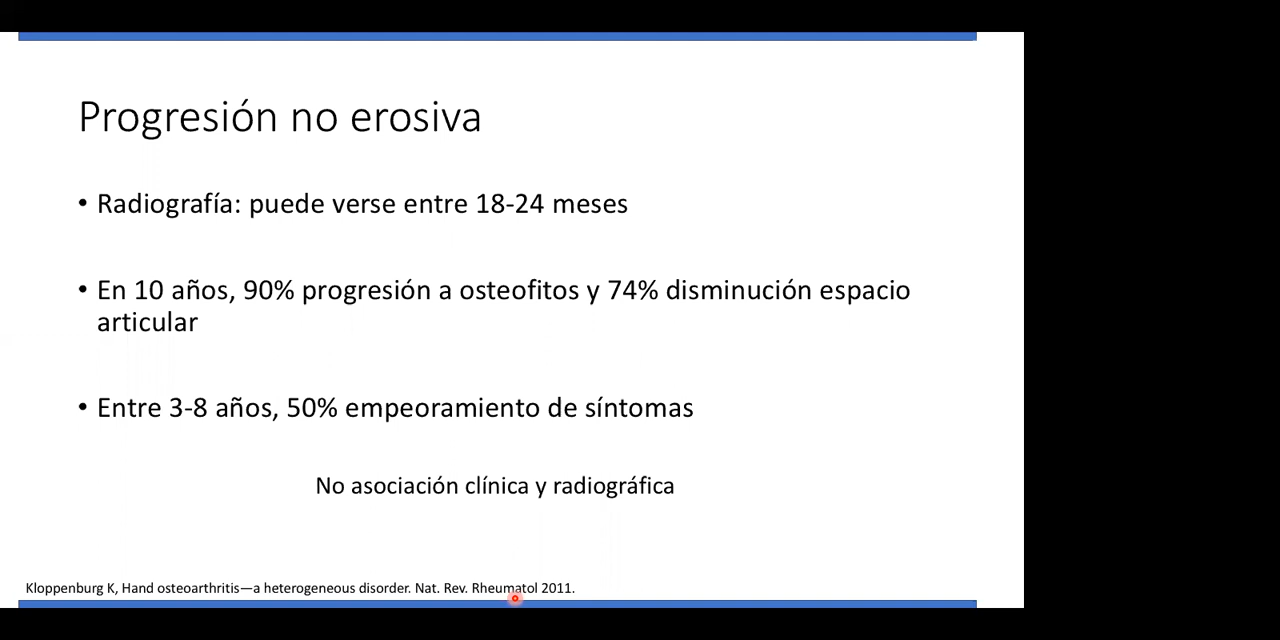 Progresión no erosiva
• Radiografía: puede verse entre 18-24 meses
• En 10 años, 90% progresión a osteofitos y 74% disminución espacio
articular
• Entre 3-8 años, 50% empeoramiento de síntomas
No asociación clínica y radiográfica
Kloppenburg K, Hand osteoarthritis—a heterogeneous disorder. Nat. Rev. Rheumatol 2011.